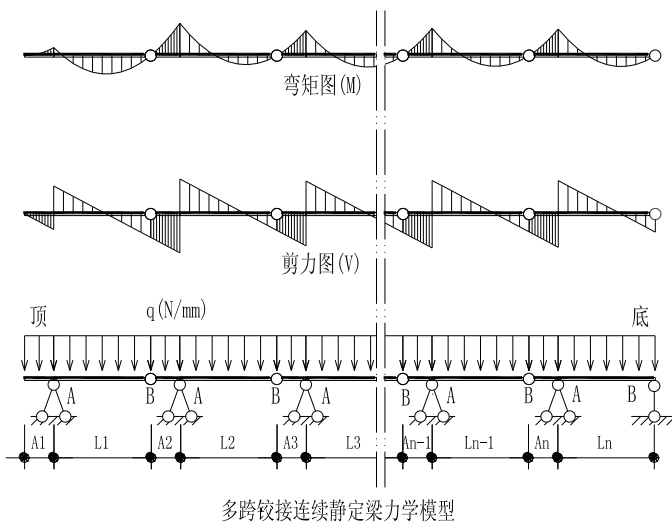 弯矩图(M)
剪力图(V)
顶 q(N/mm) 底
A B A B A B A B A B
A1 L1 A2 L2 A3 L3 An-1 Ln-1 An Ln
多跨铰接连续静定梁力学模型